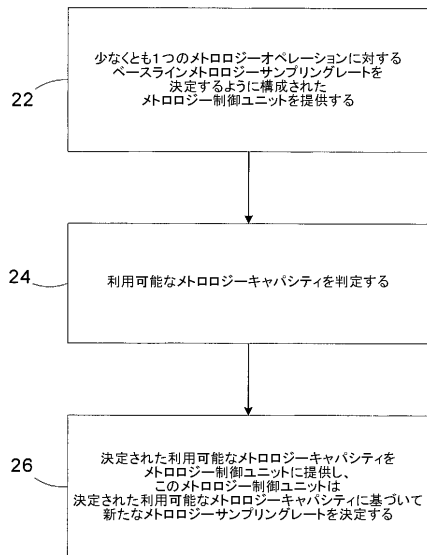 少なくとも1つのメトロロジーオペレーションに対する
ベースラインメトロロジーサンプリングレートを
決定するように構成された
メトロロジー制御ユニットを提供する
22
利用可能なメトロロジーキャパシティを判定する
24
決定された利用可能なメトロロジーキャパシティを
メトロロジー制御ユニットに提供し、
このメトロロジー制御ユニットは
決定された利用可能なメトロロジーキャパシティに基づいて
新たなメトロロジーサンプリングレートを決定する
26